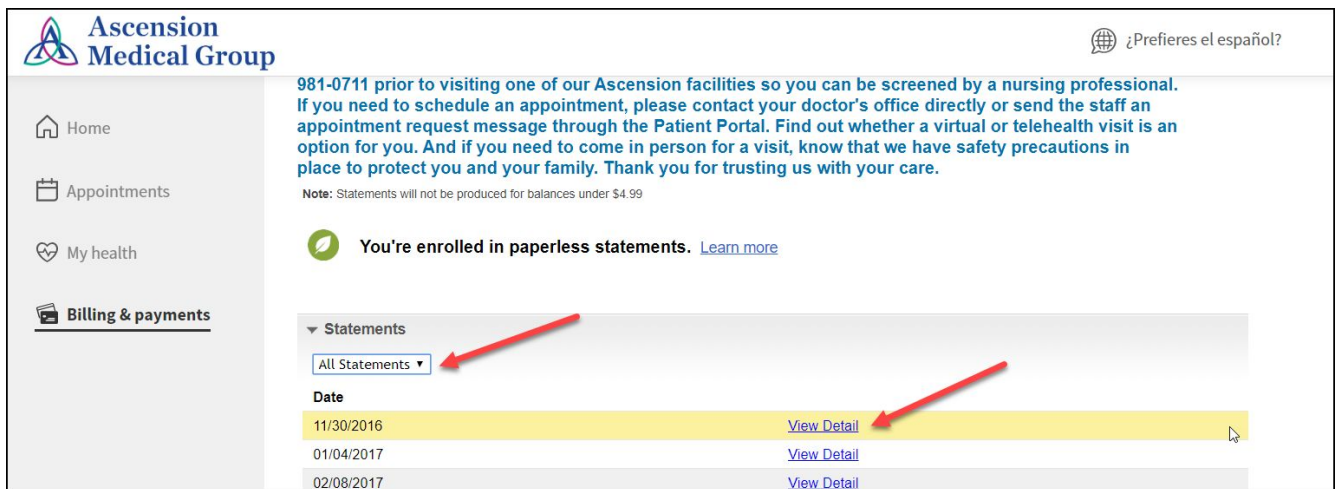 Ascension
Medical Group
¿Prefieres el español?
Home
Appointments
My health
Billing & payments
981-0711 prior to visiting one of our Ascension facilities so you can be screened by a nursing professional.
If you need to schedule an appointment, please contact your doctor's office directly or send the staff an
appointment request message through the Patient Portal. Find out whether a virtual or telehealth visit is an
option for you. And if you need to come in person for a visit, know that we have safety precautions in
place to protect you and your family. Thank you for trusting us with your care.
Note: Statements will not be produced for balances under $4.99
You're enrolled in paperless statements. Learn more
Statements
All Statements
Date
11/30/2016 View Detail
01/04/2017 View Detail
02/08/2017 View Detail